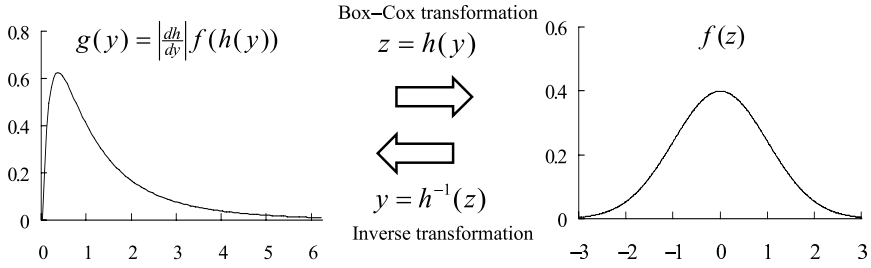 Box–Cox transformation
g(y) = |dh/dy| f(h(y))
z = h(y)
f(z)
0.8
0.6
0.4
0.2
0
0 1 2 3 4 5 6
y = h⁻¹(z)
Inverse transformation
0.6
0.4
0.2
0
−3 −2 −1 0 1 2 3